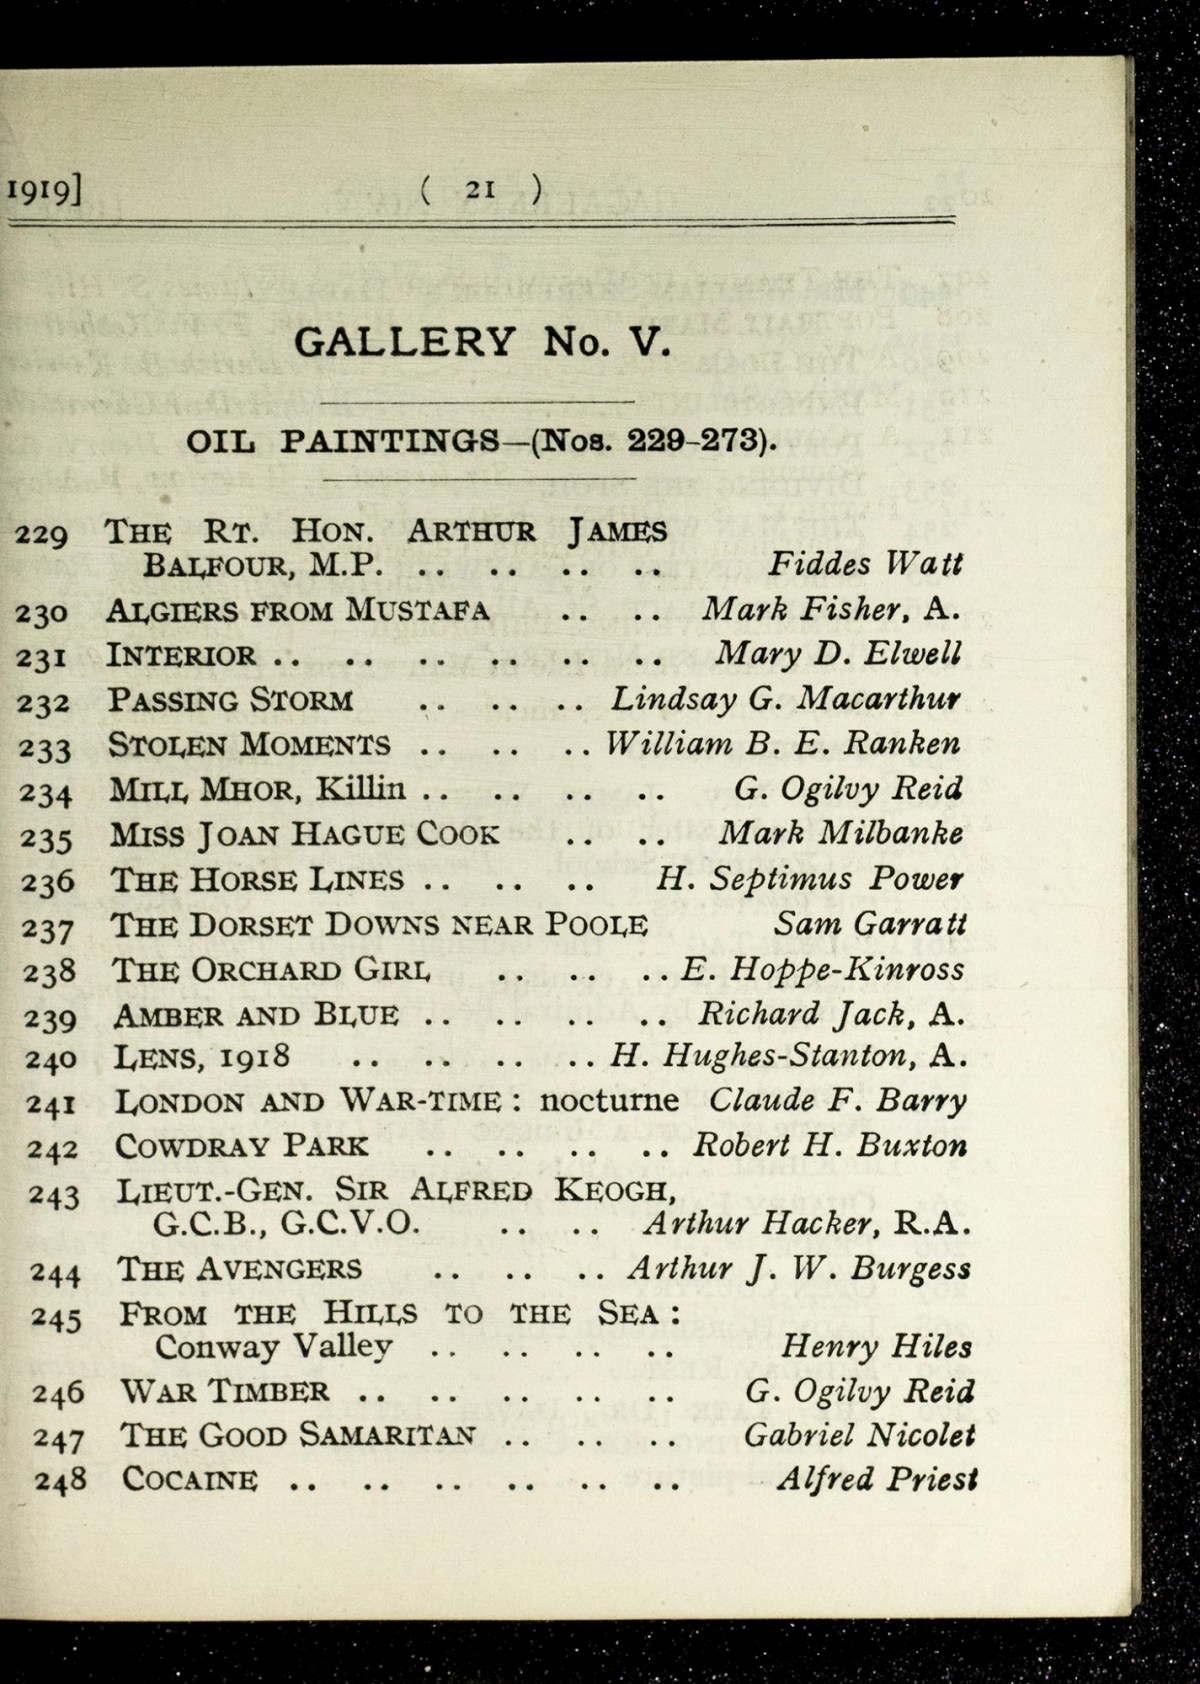 1919] ( 21 )
GALLERY No. V.
OIL PAINTINGS—(Nos. 229-273).
229 THE RT. HON. ARTHUR JAMES
BALFOUR, M.P. .. .. .. .. Fiddes Watt
230 ALGIERS FROM MUSTAFA .. .. Mark Fisher, A.
231 INTERIOR .. .. .. .. .. .. Mary D. Elwell
232 PASSING STORM .. .. .. Lindsay G. Macarthur
233 STOLEN MOMENTS .. .. .. William B. E. Ranken
234 MILL MHOR, Killin .. .. .. .. G. Ogilvy Reid
235 MISS JOAN HAGUE COOK .. .. Mark Milbanke
236 THE HORSE LINES .. .. .. H. Septimus Power
237 THE DORSET DOWNS NEAR POOLE Sam Garratt
238 THE ORCHARD GIRL .. .. .. E. Hoppe-Kinross
239 AMBER AND BLUE .. .. .. .. Richard Jack, A.
240 LENS, 1918 .. .. .. .. H. Hughes-Stanton, A.
241 LONDON AND WAR-TIME : nocturne Claude F. Barry
242 COWDRAY PARK .. .. .. .. Robert H. Buxton
243 LIEUT.-GEN. SIR ALFRED KEOGH,
G.C.B., G.C.V.O. .. .. Arthur Hacker, R.A.
244 THE AVENGERS .. .. .. Arthur J. W. Burgess
245 FROM THE HILLS TO THE SEA :
Conway Valley .. .. .. .. Henry Hiles
246 WAR TIMBER .. .. .. .. .. G. Ogilvy Reid
247 THE GOOD SAMARITAN .. .. .. Gabriel Nicolet
248 COCAINE .. .. .. .. .. .. Alfred Priest